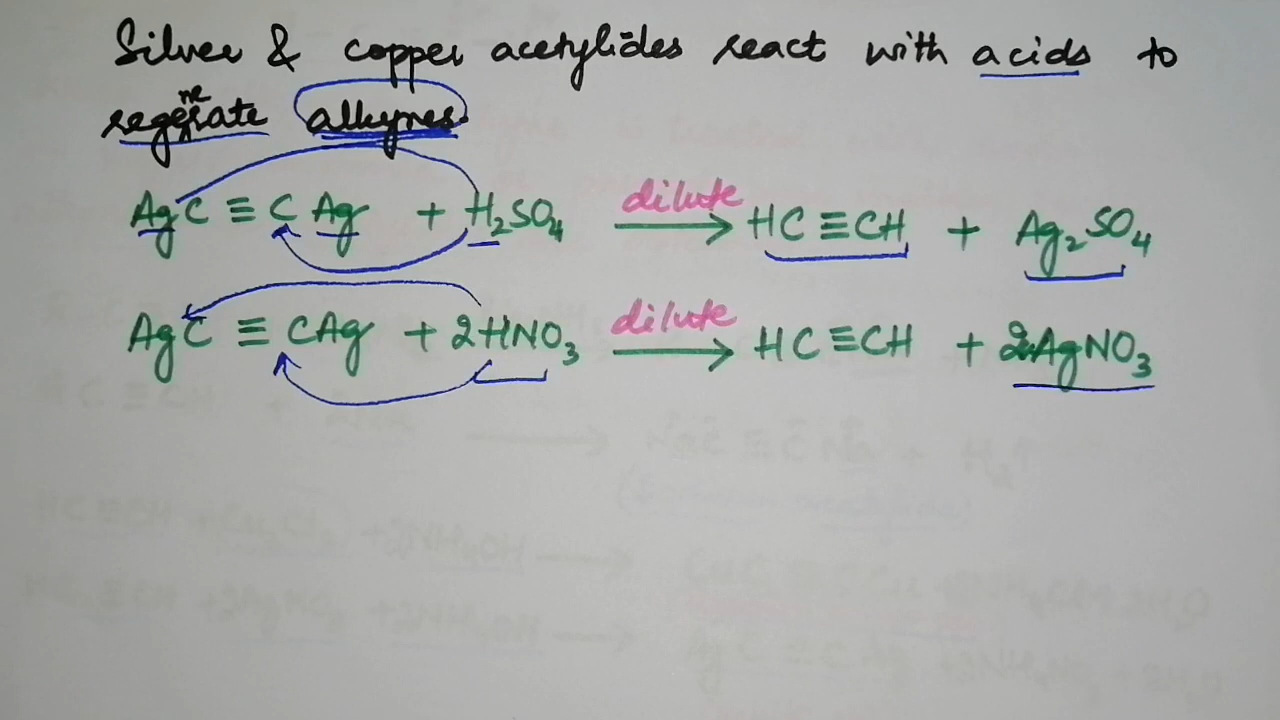 Silver & copper acetylides react with acids to
regenerate alkynes.
AgC ≡ C Ag + H₂SO₄ dilute → HC ≡ CH + Ag₂SO₄
AgC ≡ CAg + 2HNO₃ dilute → HC ≡ CH + 2AgNO₃